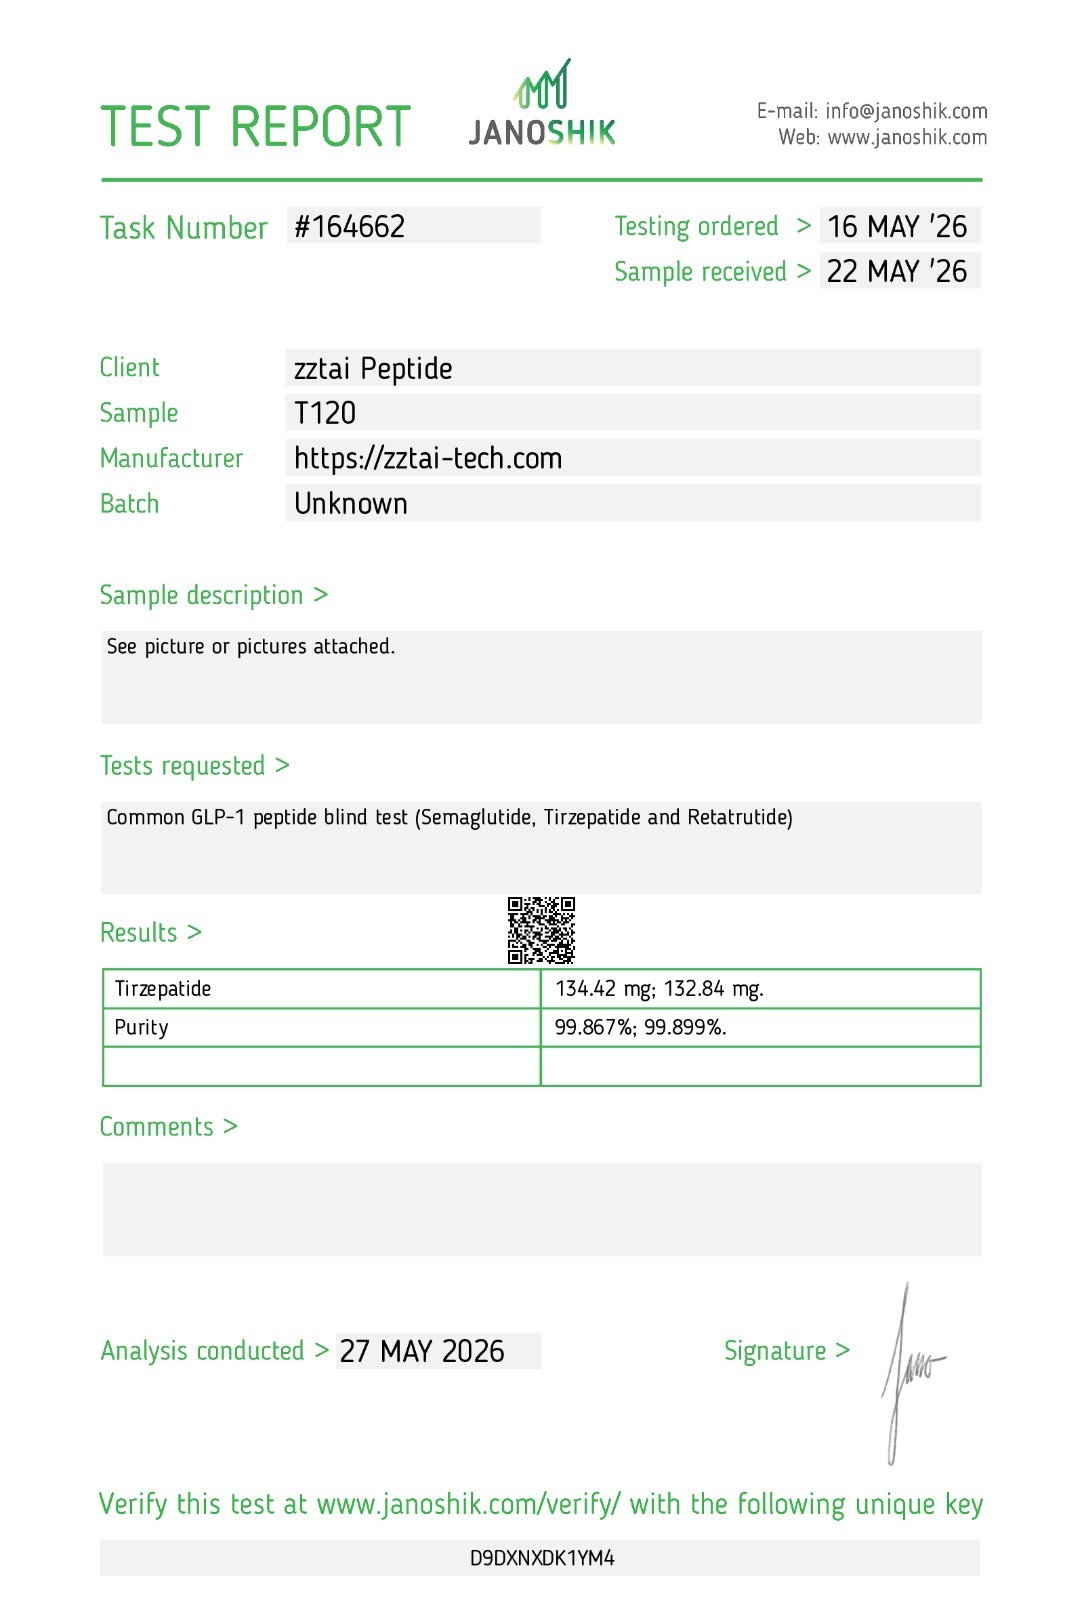 TEST REPORT
JANOSHIK
E-mail: info@janoshik.com
Web: www.janoshik.com
Task Number #164662
Testing ordered > 16 MAY '26
Sample received > 22 MAY '26
Client zztai Peptide
Sample T120
Manufacturer https://zztai-tech.com
Batch Unknown
Sample description >
See picture or pictures attached.
Tests requested >
Common GLP-1 peptide blind test (Semaglutide, Tirzepatide and Retatrutide)
Results >
Tirzepatide 134.42 mg; 132.84 mg.
Purity 99.867%; 99.899%.
Comments >
Analysis conducted > 27 MAY 2026
Signature > Jano
Verify this test at www.janoshik.com/verify/ with the following unique key
D9DXNXDK1YM4